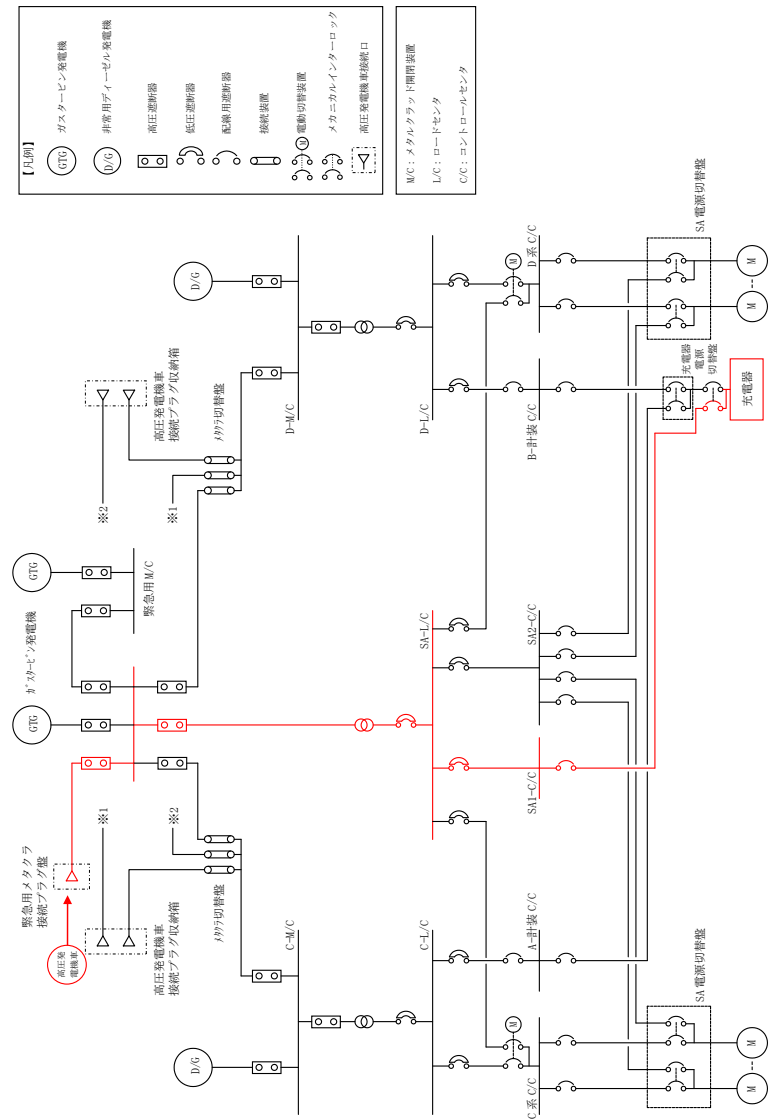 【凡例】
GTG
ガスタービン発電機
D/G
非常用ディーゼル発電機
高圧遮断器
低圧遮断器
配線用遮断器
接続装置
M
電動切替装置
メカニカルインターロック
高圧発電機車接続口
M/C：メタルクラッド開閉装置
L/C：ロードセンタ
C/C：コントロールセンタ
高圧発
電機車
緊急用メタクラ
接続プラグ盤
高圧発電機車
接続プラグ収納箱
※1
※2
ﾒﾀｸﾗ切替盤
GTG
ｶﾞｽﾀｰﾋﾞﾝ発電機
GTG
緊急用M/C
※2
※1
高圧発電機車
接続プラグ収納箱
ﾒﾀｸﾗ切替盤
D/G
C-M/C
D/G
D-M/C
C-L/C
SA-L/C
D-L/C
M
C系C/C
A-計装C/C
SA1-C/C
SA2-C/C
B-計装C/C
M
D系C/C
SA電源切替盤
M
M
充電器
電源
切替盤
充電器
SA電源切替盤
M
M